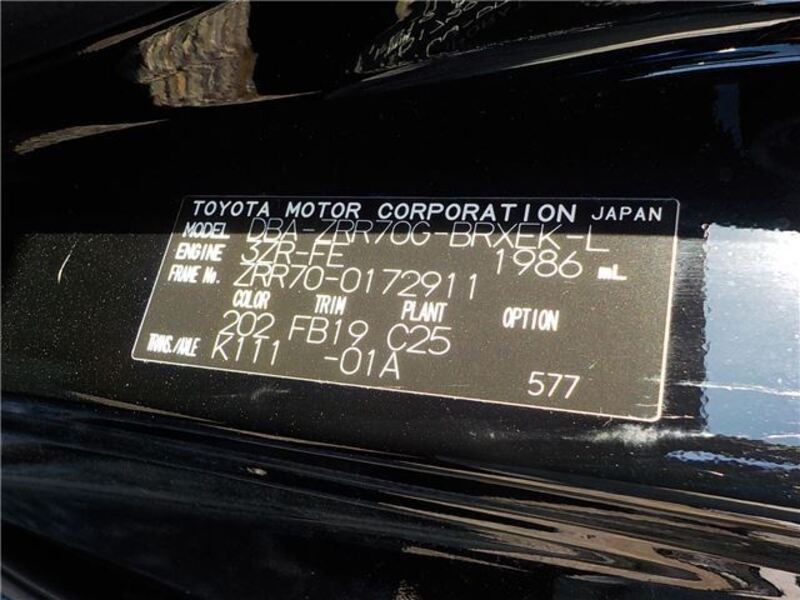 TOYOTA MOTOR CORPORATION JAPAN
MODEL DBA-ZRR70G-BRXEK-L
ENGINE 3ZR-FE 1986 mL
FRAME No. ZRR70-0172911
COLOR TRIM PLANT OPTION
202 FB19 C25
TRANS./AXLE K111 -01A
577